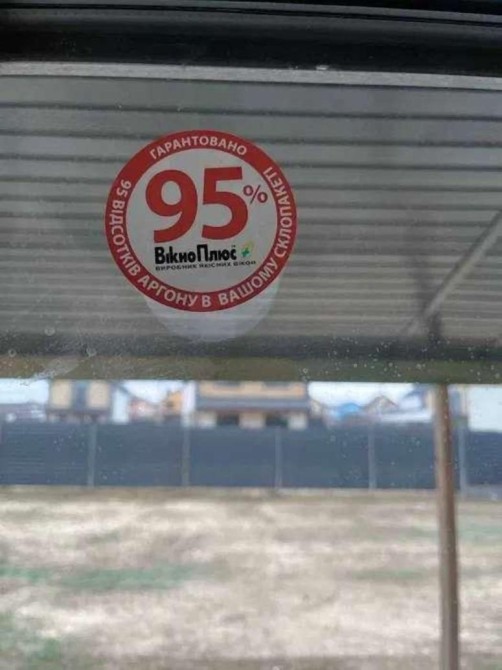 ГАРАНТОВАНО
95%
ВікноПлюс +
ВИРОБНИК ЯКІСНИХ ВІКОН
95 ВІДСОТКІВ АРГОНУ В ВАШОМУ СКЛОПАКЕТІ